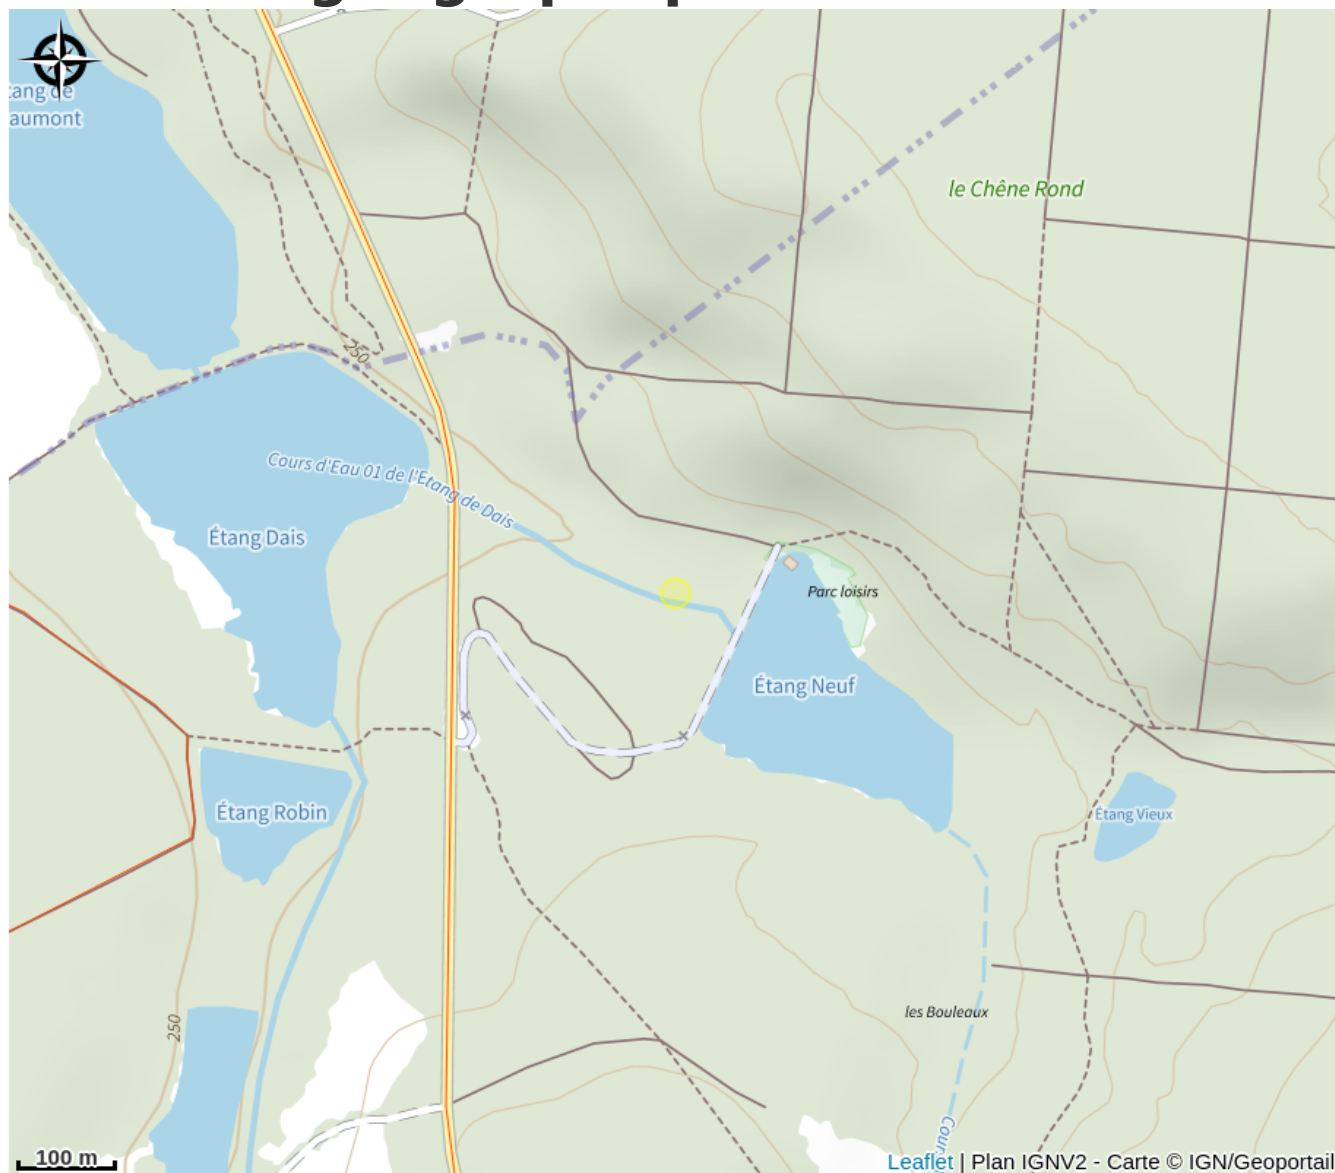 tang de
aumont
le Chêne Rond
250
Cours d'Eau 01 de l'Etang de Dais
Étang Dais
Parc loisirs
Étang Neuf
Étang Robin
Étang Vieux
250
les Bouleaux
Cour
100 m
Leaflet | Plan IGNV2 - Carte © IGN/Geoportail